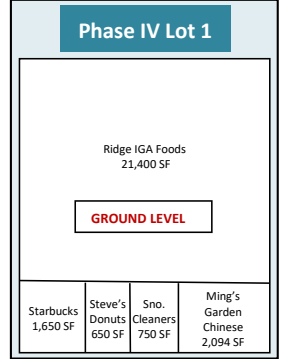 Phase IV Lot 1
Ridge IGA Foods
21,400 SF
GROUND LEVEL
Starbucks
1,650 SF
Steve's
Donuts
650 SF
Sno.
Cleaners
750 SF
Ming's
Garden
Chinese
2,094 SF